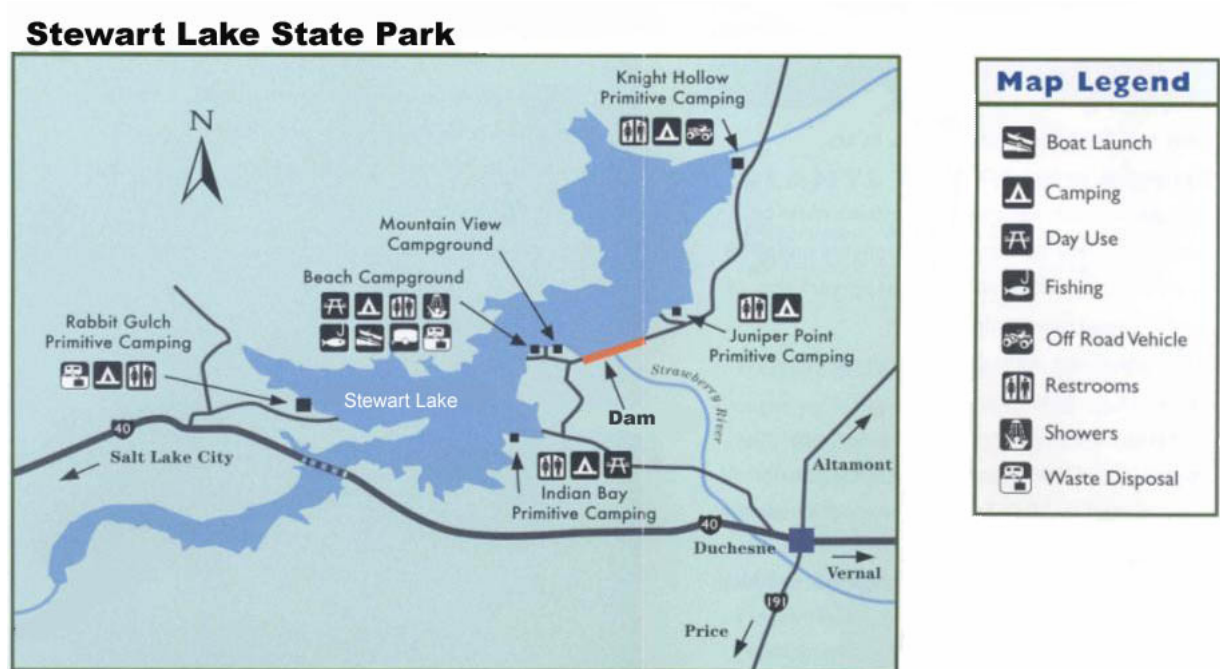 Stewart Lake State Park
Knight Hollow
Primitive Camping
N
Mountain View
Campground
Beach Campground
Rabbit Gulch
Primitive Camping
Juniper Point
Primitive Camping
Strawberry River
Stewart Lake
Dam
40
Salt Lake City
Altamont
Indian Bay
Primitive Camping
40
Duchesne
Vernal
191
Price
Map Legend
Boat Launch
Camping
Day Use
Fishing
Off Road Vehicle
Restrooms
Showers
Waste Disposal